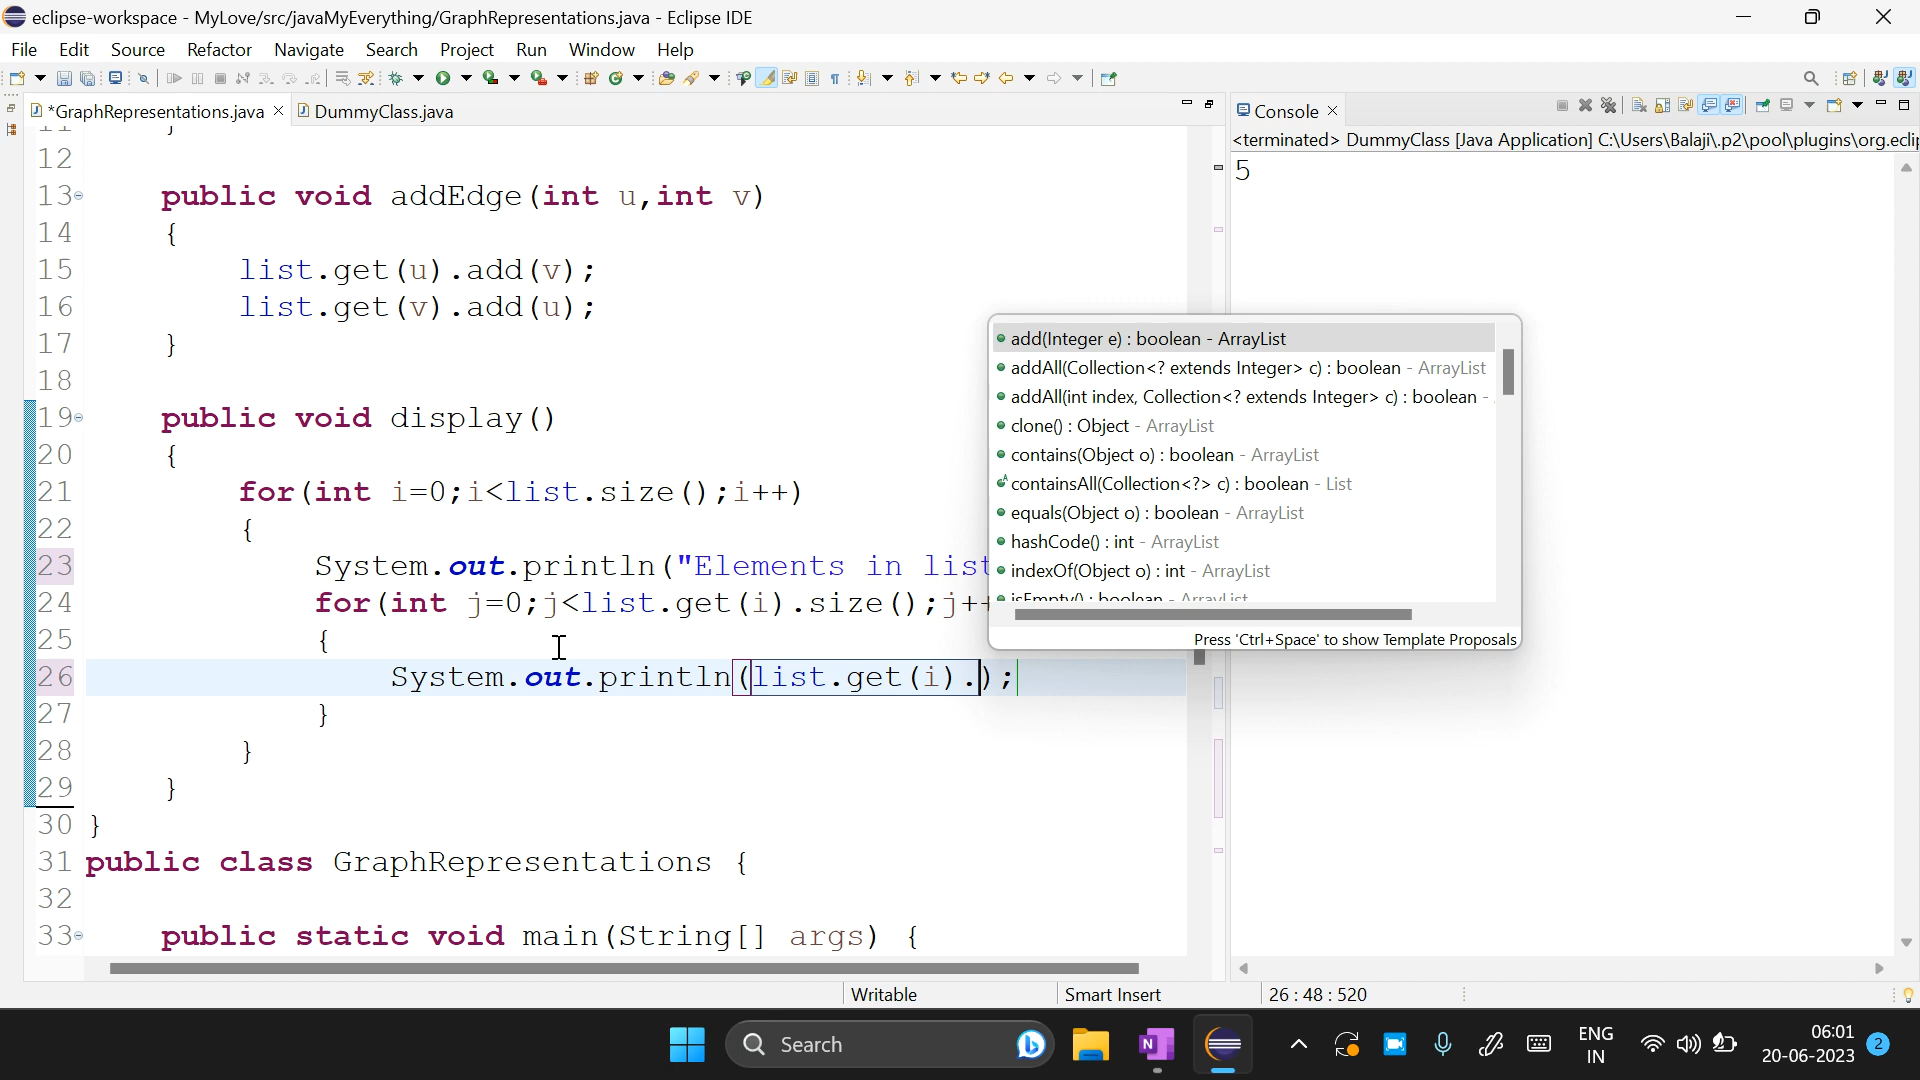 eclipse-workspace - MyLove/src/javaMyEverything/GraphRepresentations.java - Eclipse IDE
File Edit Source Refactor Navigate Search Project Run Window Help
*GraphRepresentations.java DummyClass.java
12
13 public void addEdge(int u,int v)
14 {
15 list.get(u).add(v);
16 list.get(v).add(u);
17 }
18
19 public void display()
20 {
21 for(int i=0;i<list.size();i++)
22 {
23 System.out.println("Elements in list
24 for(int j=0;j<list.get(i).size();j++
25 {
26 System.out.println(list.get(i).);
27 }
28 }
29 }
30 }
31 public class GraphRepresentations {
32
33 public static void main(String[] args) {
Console
<terminated> DummyClass [Java Application] C:\Users\Balaji\.p2\pool\plugins\org.eclip
5
add(Integer e) : boolean - ArrayList
addAll(Collection<? extends Integer> c) : boolean - ArrayList
addAll(int index, Collection<? extends Integer> c) : boolean -
clone() : Object - ArrayList
contains(Object o) : boolean - ArrayList
containsAll(Collection<?> c) : boolean - List
equals(Object o) : boolean - ArrayList
hashCode() : int - ArrayList
indexOf(Object o) : int - ArrayList
isEmpty() : boolean - ArrayList
Press 'Ctrl+Space' to show Template Proposals
Writable Smart Insert 26 : 48 : 520
Search
ENG
IN
06:01
20-06-2023
2